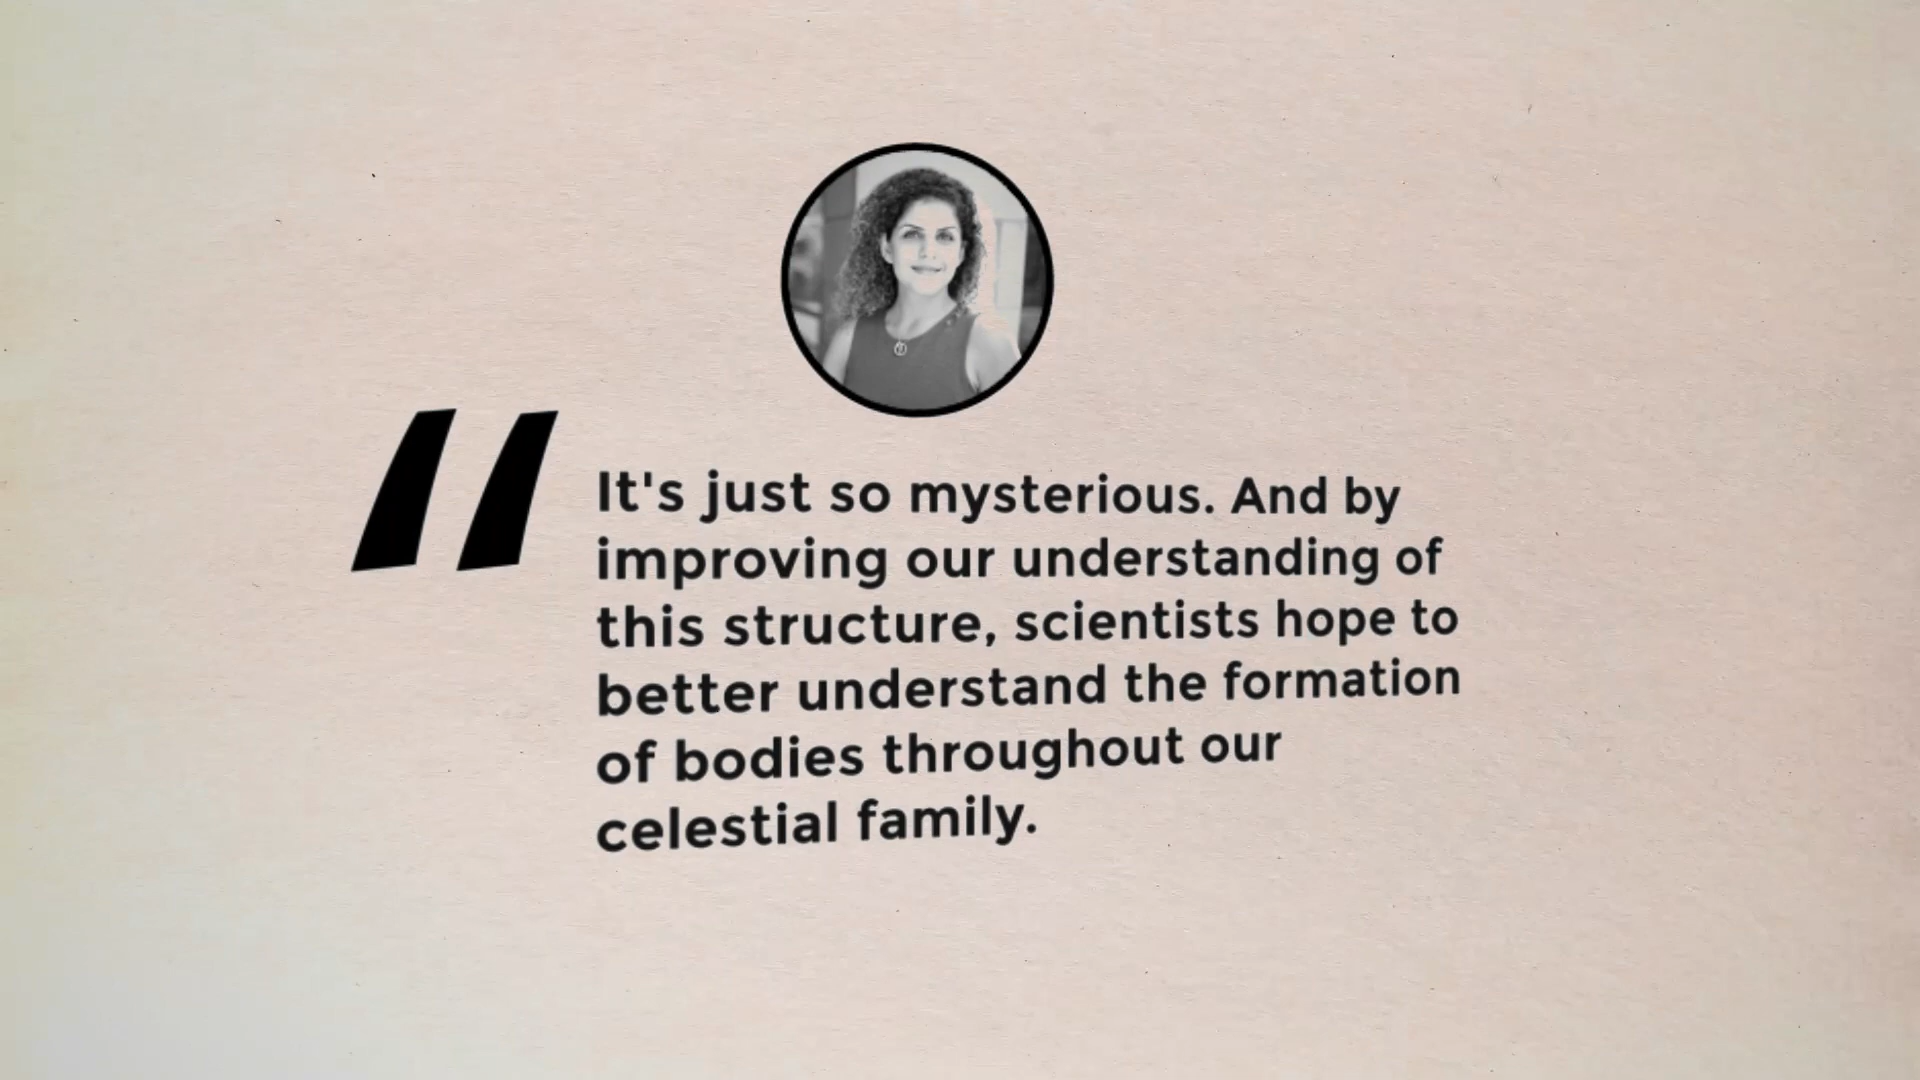 "
It's just so mysterious. And by
improving our understanding of
this structure, scientists hope to
better understand the formation
of bodies throughout our
celestial family.